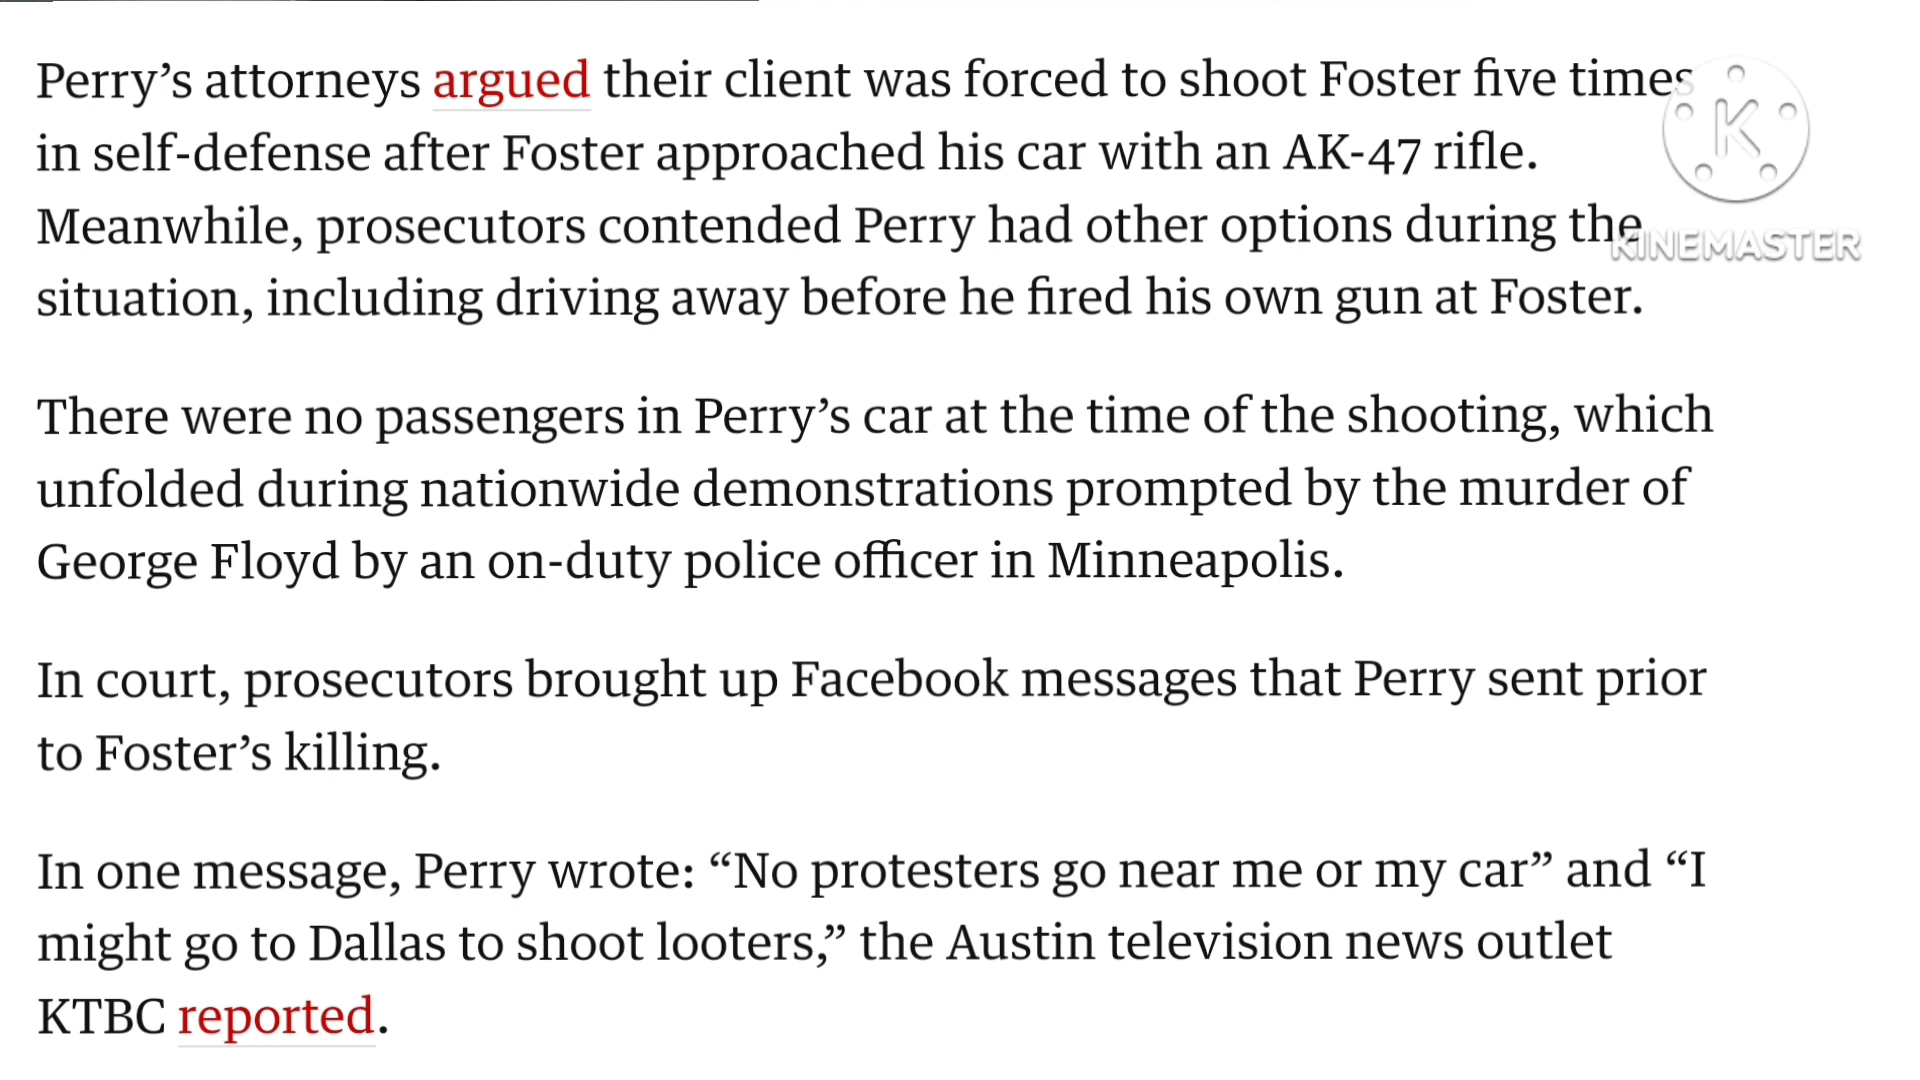 Perry’s attorneys argued their client was forced to shoot Foster five times
in self-defense after Foster approached his car with an AK-47 rifle.
Meanwhile, prosecutors contended Perry had other options during the
situation, including driving away before he fired his own gun at Foster.
K
KINEMASTER
There were no passengers in Perry’s car at the time of the shooting, which
unfolded during nationwide demonstrations prompted by the murder of
George Floyd by an on-duty police officer in Minneapolis.
In court, prosecutors brought up Facebook messages that Perry sent prior
to Foster’s killing.
In one message, Perry wrote: “No protesters go near me or my car” and “I
might go to Dallas to shoot looters,” the Austin television news outlet
KTBC reported.